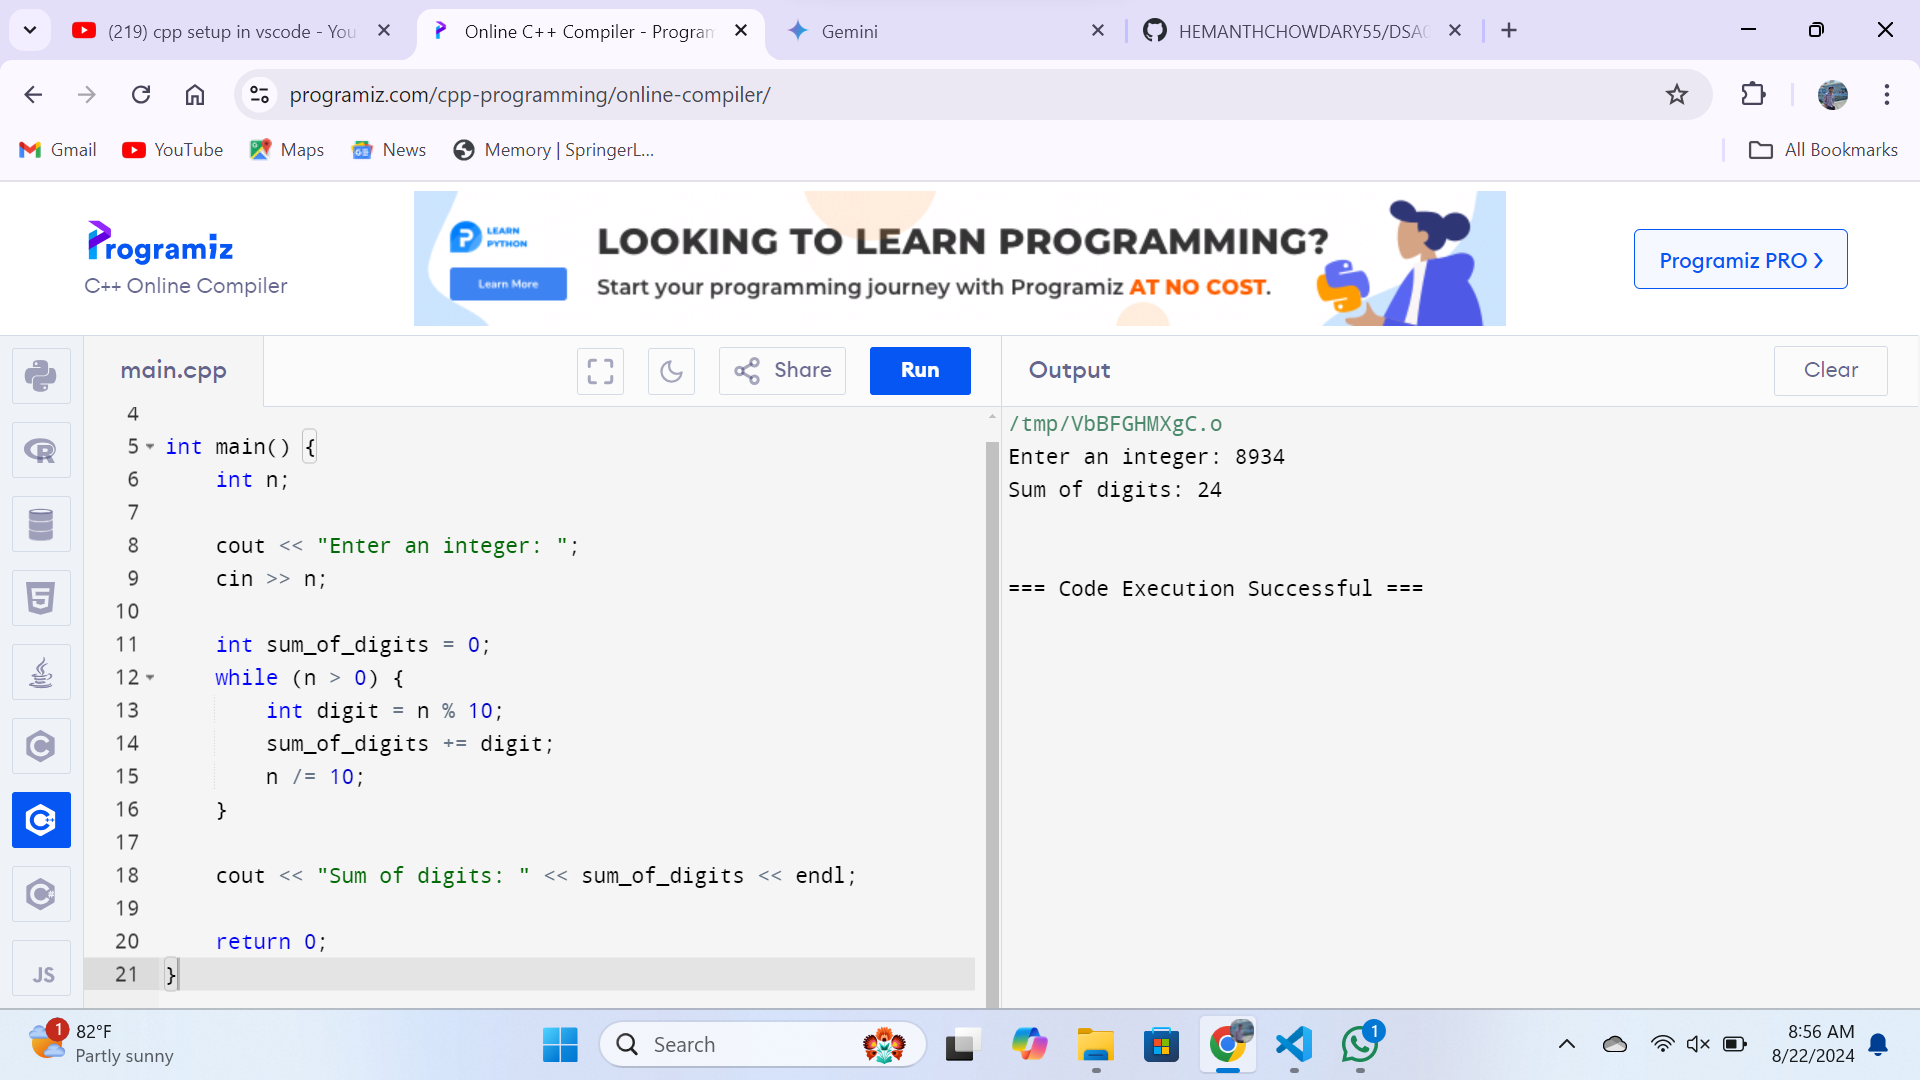 (219) cpp setup in vscode - You
Online C++ Compiler - Program
Gemini
HEMANTHCHOWDARY55/DSAO
programiz.com/cpp-programming/online-compiler/
Gmail
YouTube
Maps
News
Memory | SpringerL...
All Bookmarks
Programiz
C++ Online Compiler
LEARN
PYTHON
Learn More
LOOKING TO LEARN PROGRAMMING?
Start your programming journey with Programiz AT NO COST.
Programiz PRO
main.cpp
Share
Run
Output
Clear
4
5 int main() {
6 int n;
7
8 cout << "Enter an integer: ";
9 cin >> n;
10
11 int sum_of_digits = 0;
12 while (n > 0) {
13 int digit = n % 10;
14 sum_of_digits += digit;
15 n /= 10;
16 }
17
18 cout << "Sum of digits: " << sum_of_digits << endl;
19
20 return 0;
21 }
/tmp/VbBFGHMXgC.o
Enter an integer: 8934
Sum of digits: 24
=== Code Execution Successful ===
JS
1
82°F
Partly sunny
Search
1
8:56 AM
8/22/2024